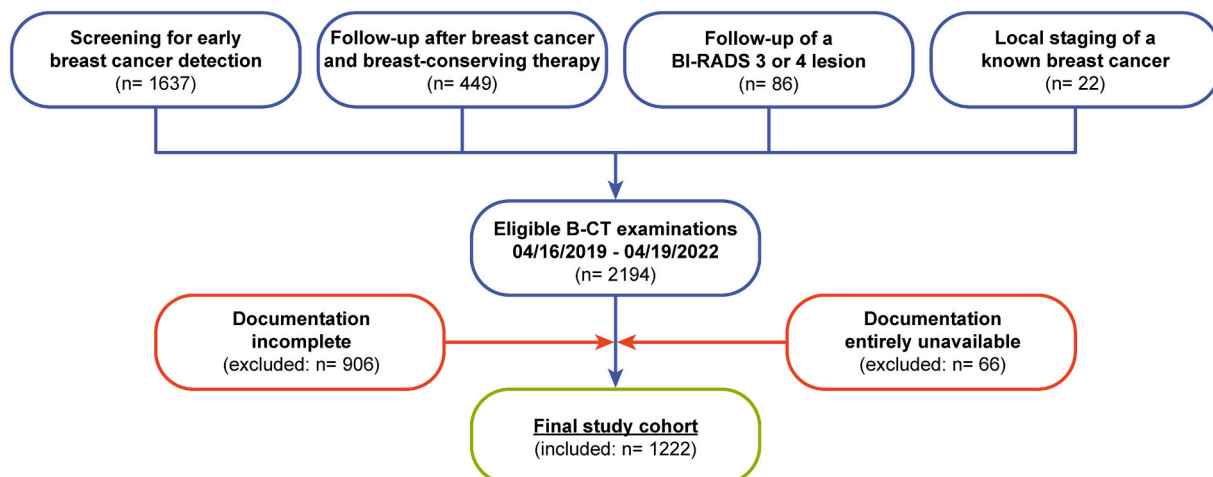 Screening for early
breast cancer detection
(n= 1637)
Follow-up after breast cancer
and breast-conserving therapy
(n= 449)
Follow-up of a
BI-RADS 3 or 4 lesion
(n= 86)
Local staging of a
known breast cancer
(n= 22)
Eligible B-CT examinations
04/16/2019 - 04/19/2022
(n= 2194)
Documentation
incomplete
(excluded: n= 906)
Documentation
entirely unavailable
(excluded: n= 66)
Final study cohort
(included: n= 1222)